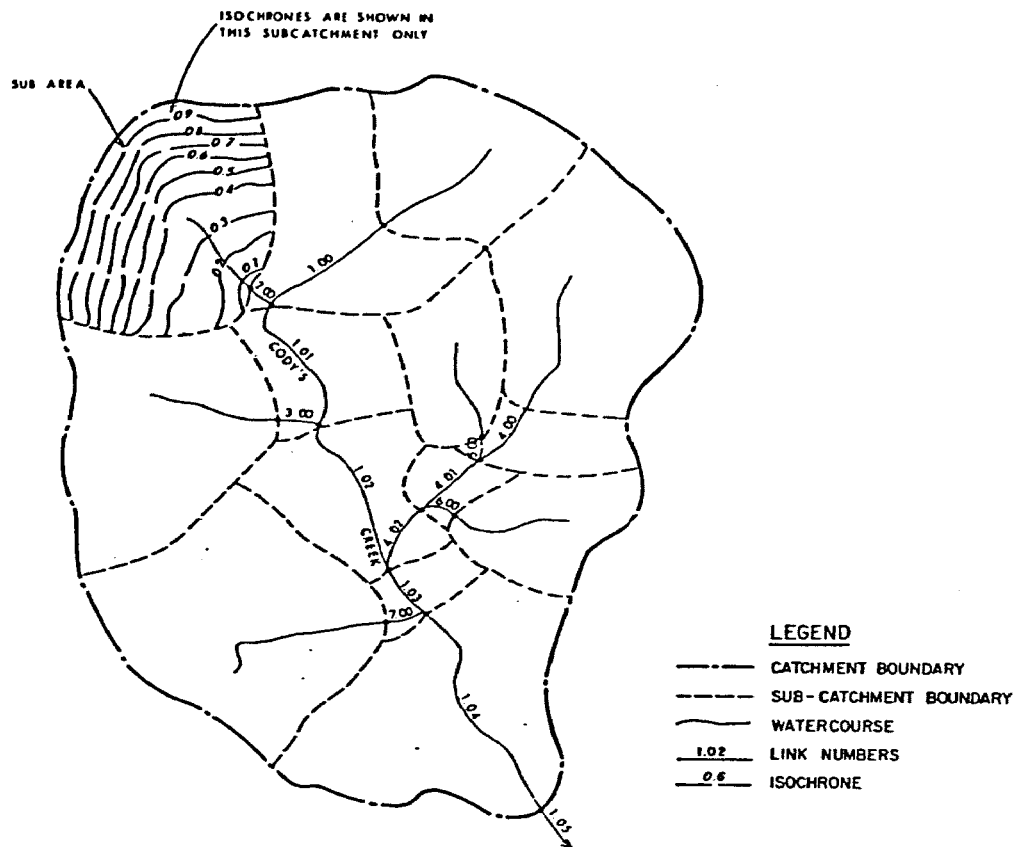 ISOCHRONES ARE SHOWN IN
THIS SUBCATCHMENT ONLY
SUB AREA
0.9
0.8
0.7
0.6
0.5
0.4
0.3
0.2
0.1
2.00
1.00
1.01
CODY'S
3.00
4.00
1.02
4.01
6.00
4.02
CREEK
1.03
7.00
1.04
1.05
LEGEND
CATCHMENT BOUNDARY
SUB-CATCHMENT BOUNDARY
WATERCOURSE
1.02 LINK NUMBERS
0.6 ISOCHRONE